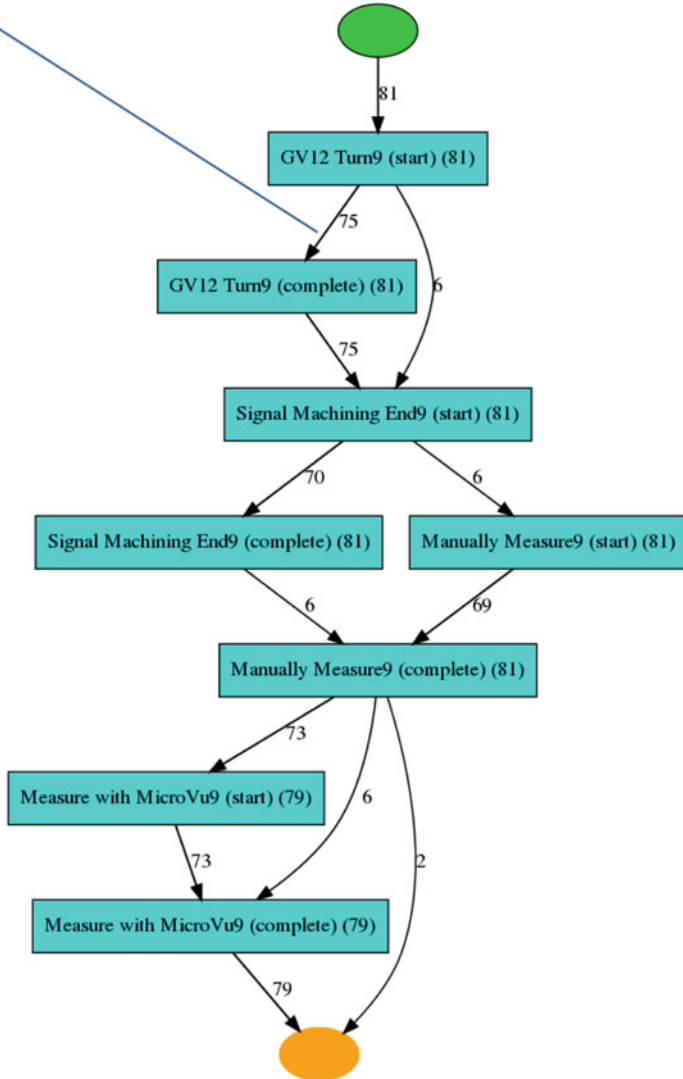 81
GV12 Turn9 (start) (81)
75
GV12 Turn9 (complete) (81)
6
75
Signal Machining End9 (start) (81)
70
6
Signal Machining End9 (complete) (81)
Manually Measure9 (start) (81)
6
69
Manually Measure9 (complete) (81)
73
Measure with MicroVu9 (start) (79)
6
73
2
Measure with MicroVu9 (complete) (79)
79